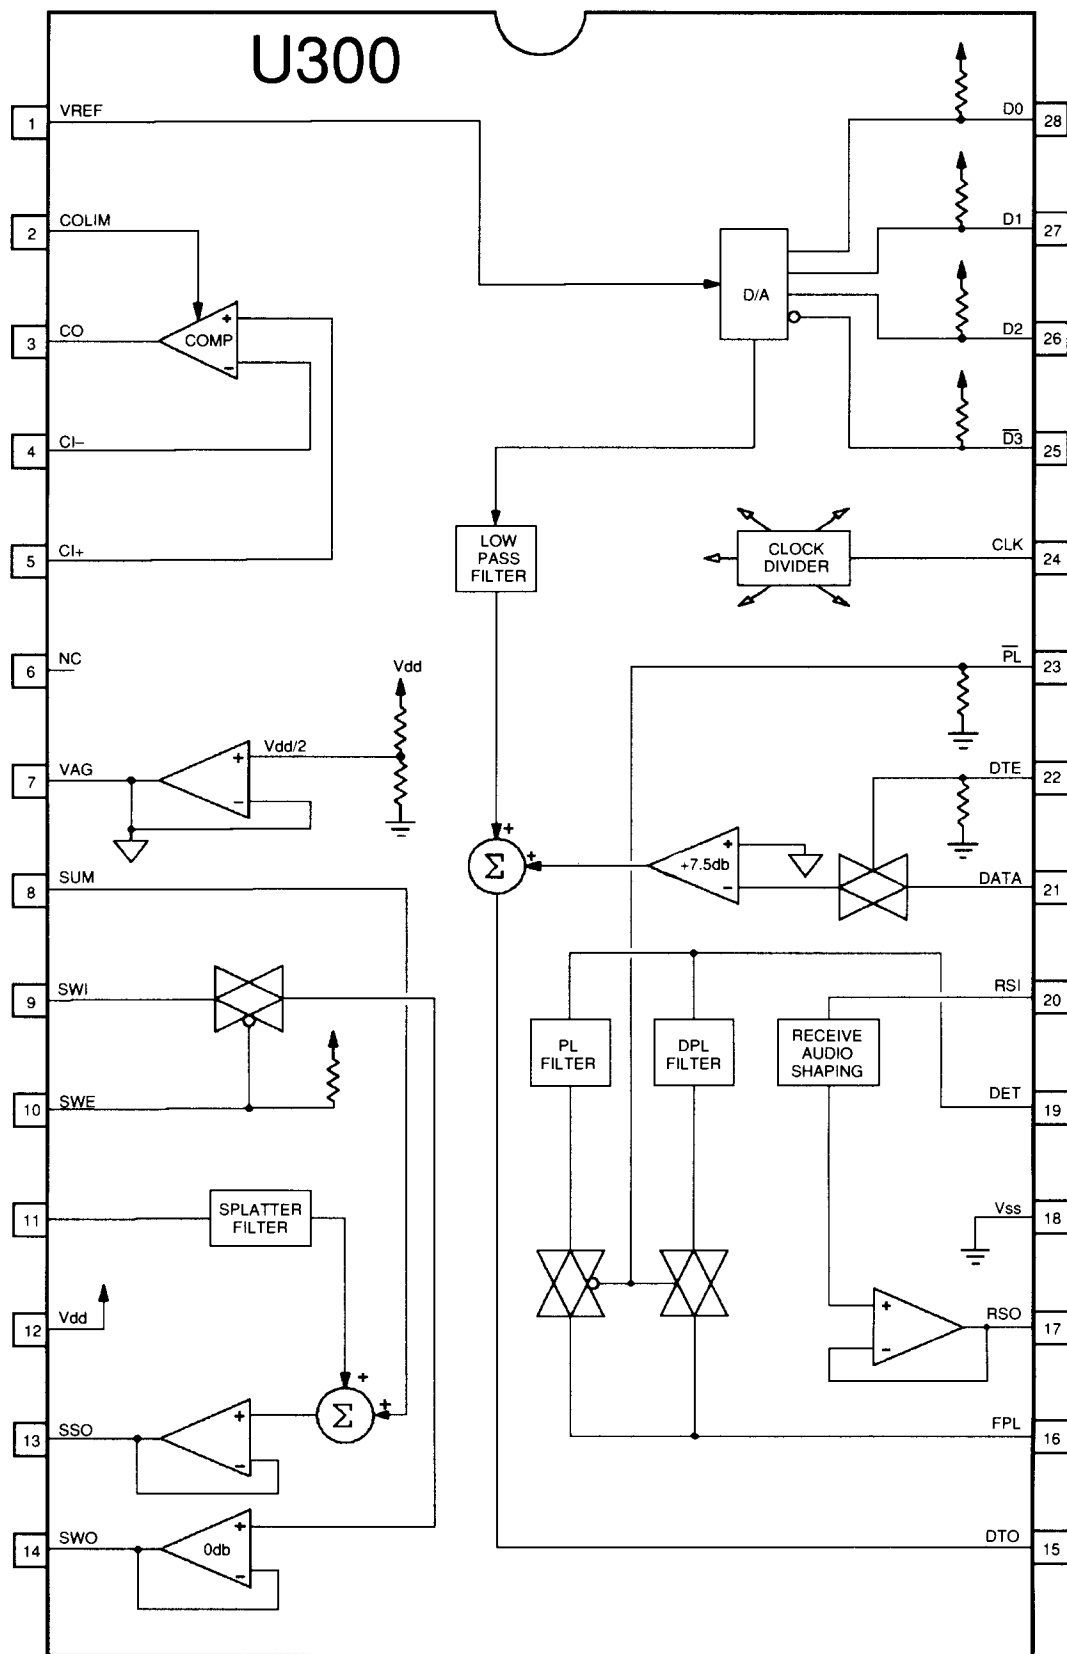 U300
1 VREF
2 COLIM
3 CO
4 CI–
5 CI+
6 NC
7 VAG
8 SUM
9 SWI
10 SWE
11
12 Vdd
13 SSO
14 SWO
+
COMP
–
Vdd
Vdd/2
+
–
SPLATTER
FILTER
+
+
Σ
+
–
+
0db
–
D/A
LOW
PASS
FILTER
CLOCK
DIVIDER
+
+
Σ
+
+7.5db
–
PL
FILTER
DPL
FILTER
RECEIVE
AUDIO
SHAPING
+
–
D0 28
D1 27
D2 26
D̅3̅ 25
CLK 24
P̅L̅ 23
DTE 22
DATA 21
RSI 20
DET 19
Vss 18
RSO 17
FPL 16
DTO 15